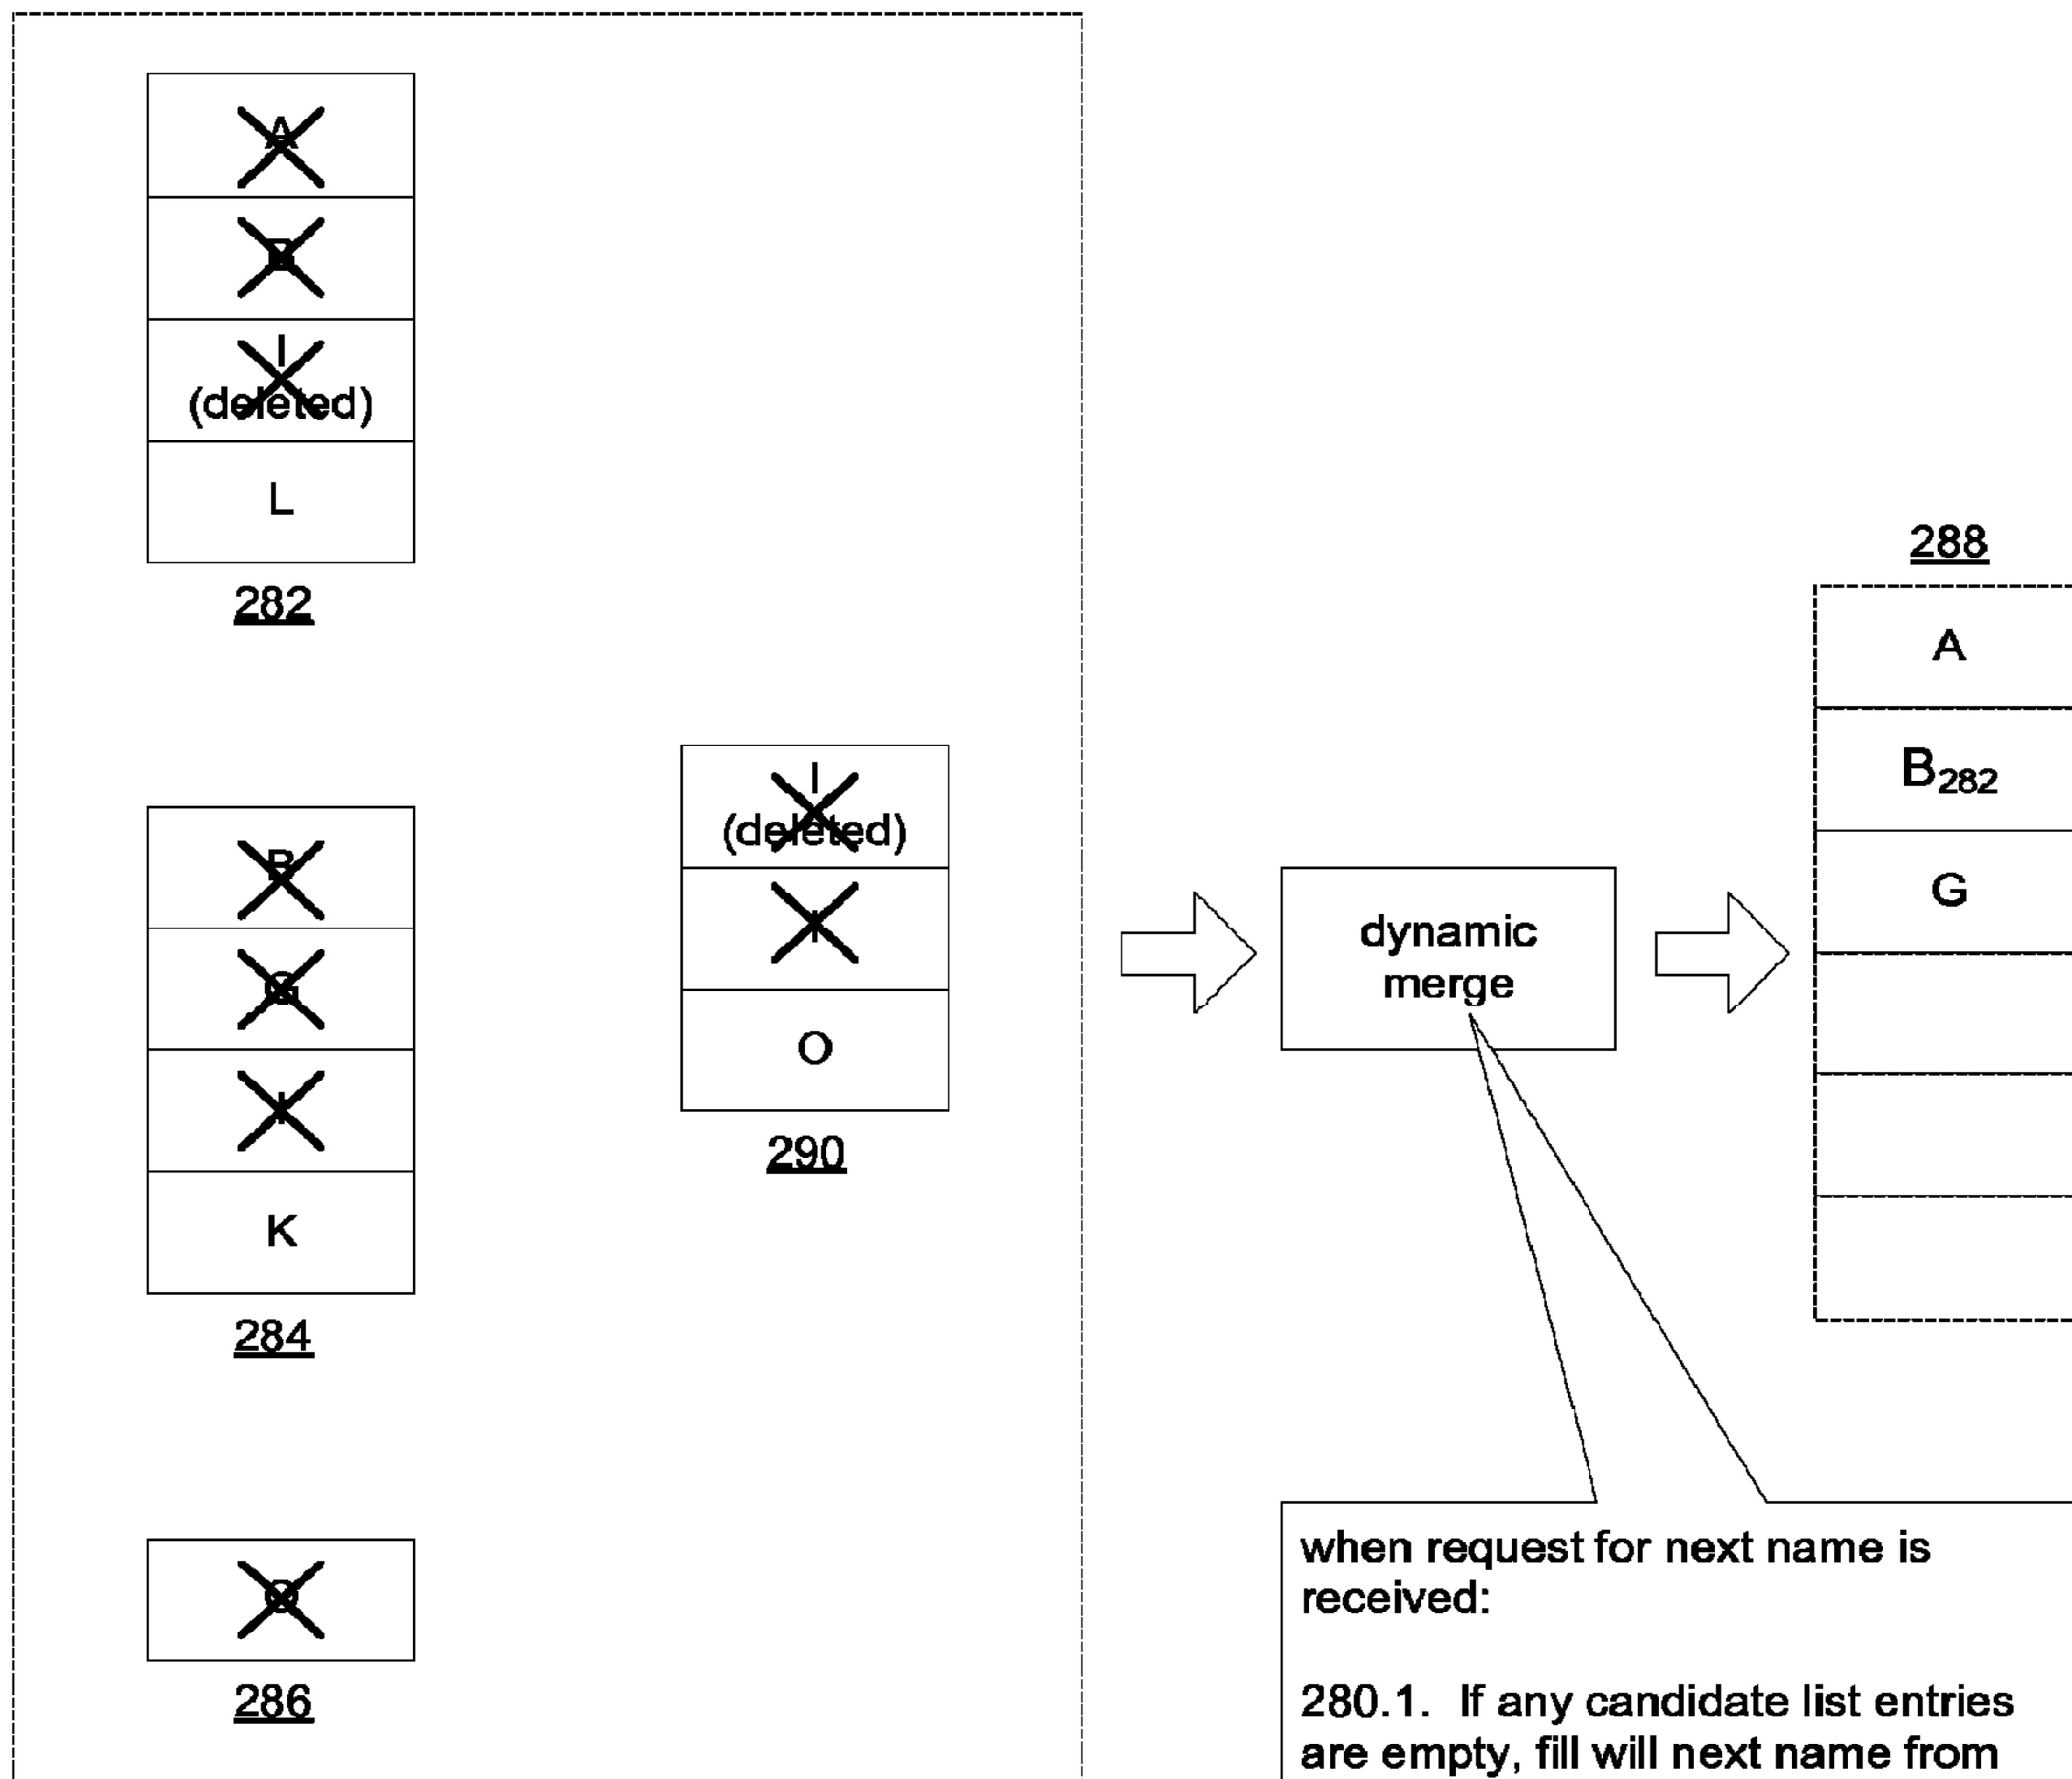 A
B
I
(deleted)
L
282
B
G
I
K
284
O
286
I
(deleted)
I
O
290
dynamic
merge
288
A
B282
G
when request for next name is
received:
280.1. If any candidate list entries
are empty, fill will next name from